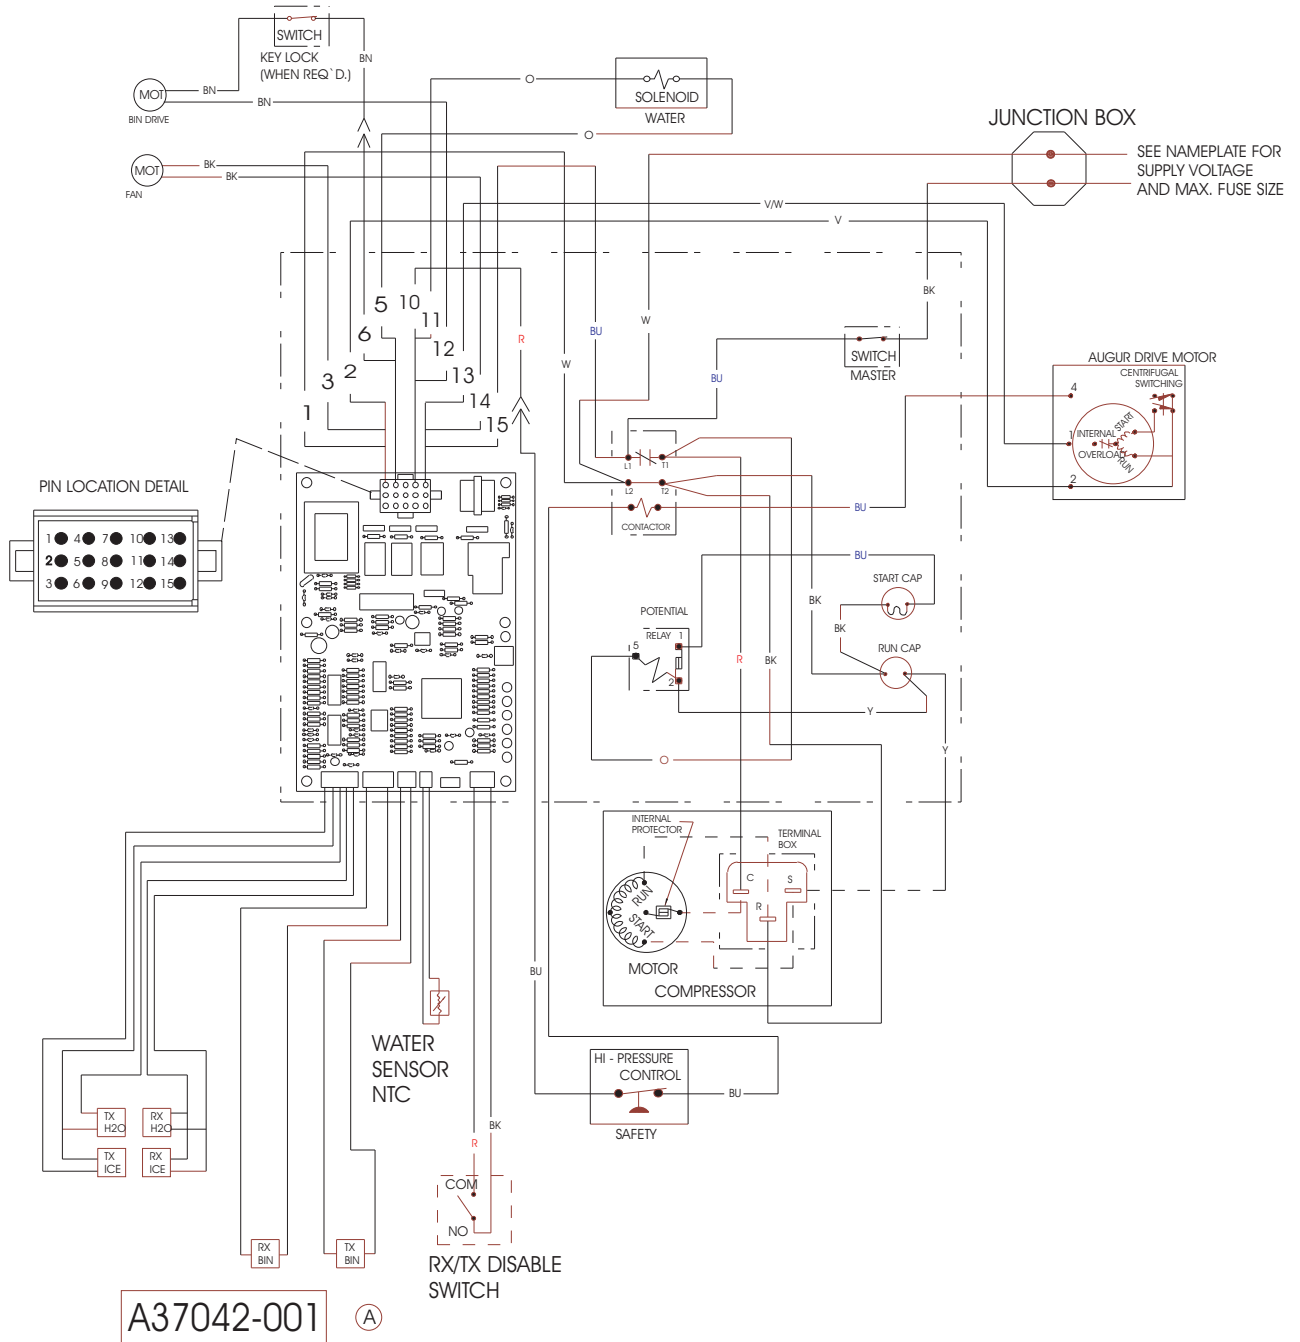 SWITCH
KEY LOCK
(WHEN REQ`D.)
BN
MOT
BN
BN
BIN DRIVE
MOT
BK
BK
FAN
O
SOLENOID
WATER
O
JUNCTION BOX
SEE NAMEPLATE FOR
SUPPLY VOLTAGE
AND MAX. FUSE SIZE
V/W
V
BK
W
BU
R
W
BU
SWITCH
MASTER
5
10
6
11
12
2
3
13
1
14
15
AUGUR DRIVE MOTOR
CENTRIFUGAL
SWITCHING
4
START
1
INTERNAL
OVERLOAD
RUN
2
L1
T1
L2
T2
CONTACTOR
BU
PIN LOCATION DETAIL
1 4 7 10 13
2 5 8 11 14
3 6 9 12 15
BU
START CAP
BK
BK
RUN CAP
POTENTIAL
RELAY
1
5
2
R
BK
Y
O
Y
INTERNAL
PROTECTOR
TERMINAL
BOX
C
S
R
RUN
START
MOTOR
COMPRESSOR
BU
WATER
SENSOR
NTC
HI - PRESSURE
CONTROL
BU
SAFETY
TX
H2O
RX
H2O
TX
ICE
RX
ICE
R
BK
COM
NO
RX/TX DISABLE
SWITCH
RX
BIN
TX
BIN
A37042-001
A